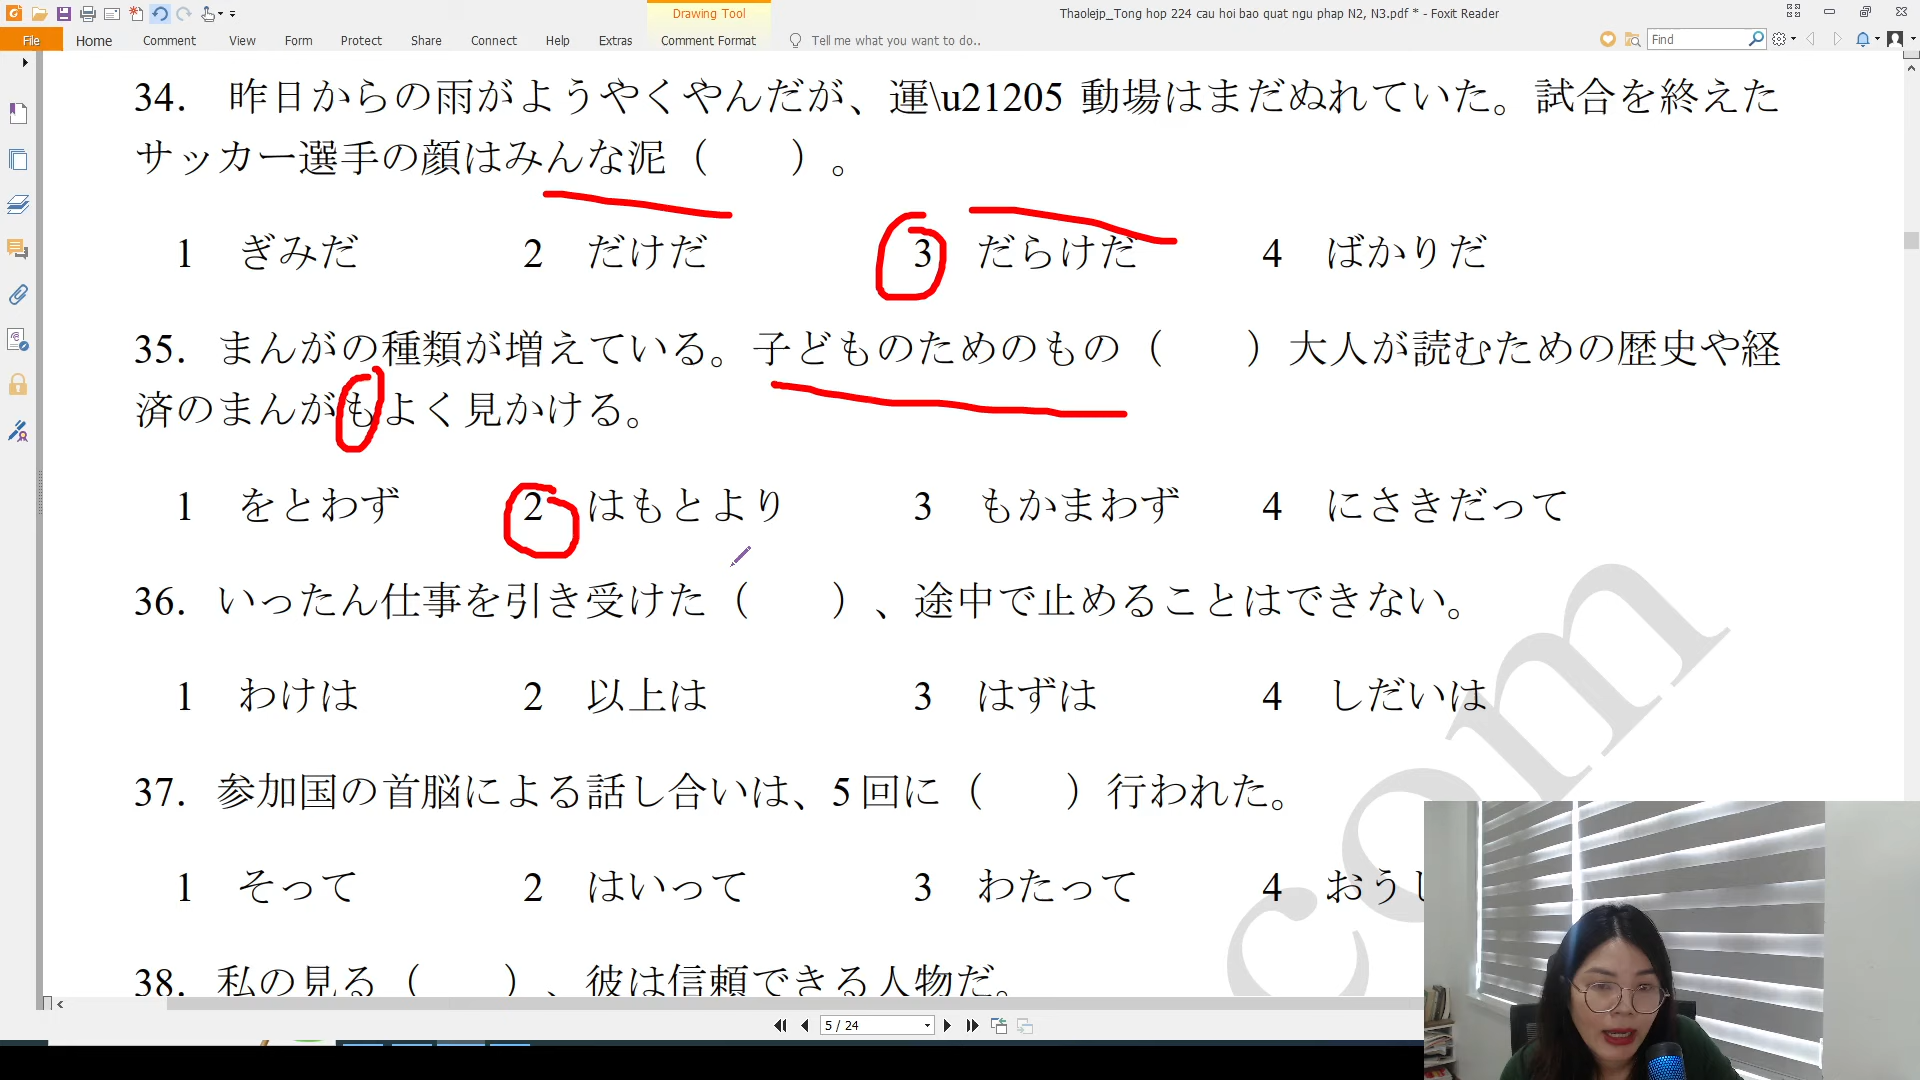 Drawing Tool
Thaolejp_Tong hop 224 cau hoi bao quat ngu phap N2, N3.pdf * - Foxit Reader
File Home Comment View Form Protect Share Connect Help Extras Comment Format Tell me what you want to do.. Find
34. 昨日からの雨がようやくやんだが、運\u21205 動場はまだぬれていた。試合を終えた
サッカー選手の顔はみんな泥（　　）。
1 ぎみだ 2 だけだ 3 だらけだ 4 ばかりだ
35. まんがの種類が増えている。子どものためのもの（　　）大人が読むための歴史や経
済のまんがもよく見かける。
1 をとわず 2 はもとより 3 もかまわず 4 にさきだって
36. いったん仕事を引き受けた（　　）、途中で止めることはできない。
1 わけは 2 以上は 3 はずは 4 しだいは
37. 参加国の首脳による話し合いは、5 回に（　　）行われた。
1 そって 2 はいって 3 わたって 4 おうし
38. 私の見る（　　）、彼は信頼できる人物だ。
com
5 / 24